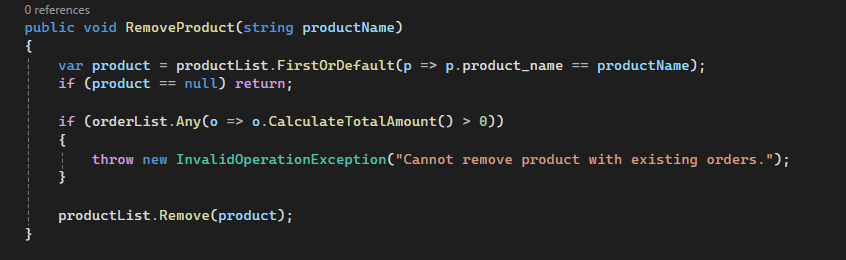 0 references
public void RemoveProduct(string productName)
{
    var product = productList.FirstOrDefault(p => p.product_name == productName);
    if (product == null) return;

    if (orderList.Any(o => o.CalculateTotalAmount() > 0))
    {
        throw new InvalidOperationException("Cannot remove product with existing orders.");
    }

    productList.Remove(product);
}